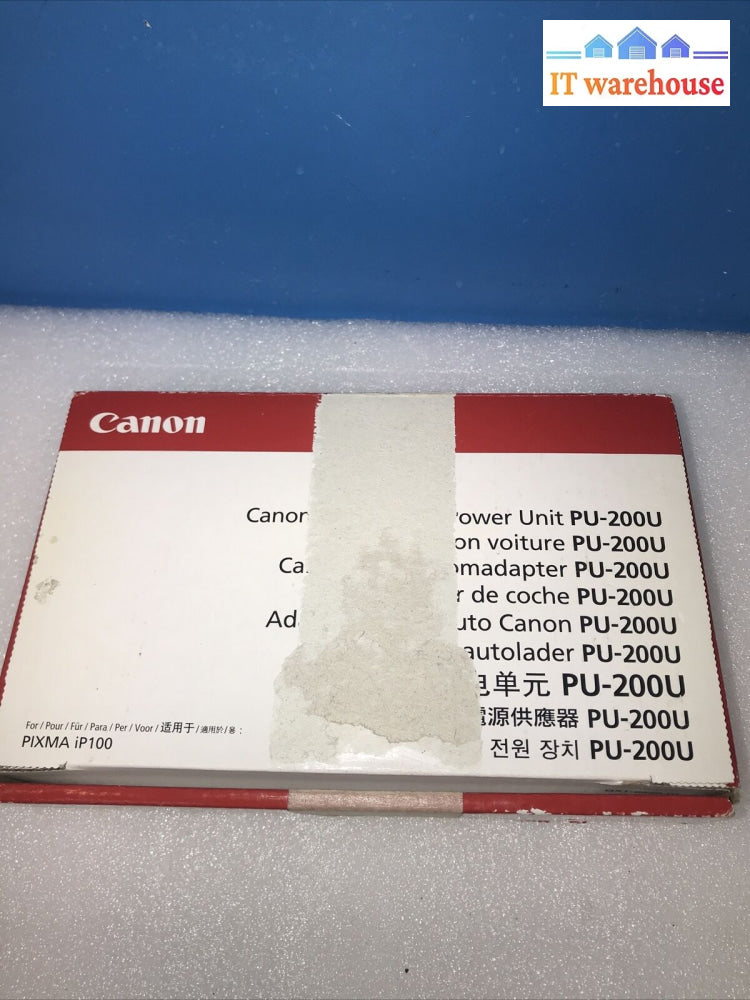 IT warehouse
Canon
Canon Power Unit PU-200U
on voiture PU-200U
Ca omadapter PU-200U
r de coche PU-200U
Ad uto Canon PU-200U
autolader PU-200U
电单元 PU-200U
電源供應器 PU-200U
전원 장치 PU-200U
For / Pour / Für / Para / Per / Voor / 适用于 / 適用於 / 용 :
PIXMA iP100